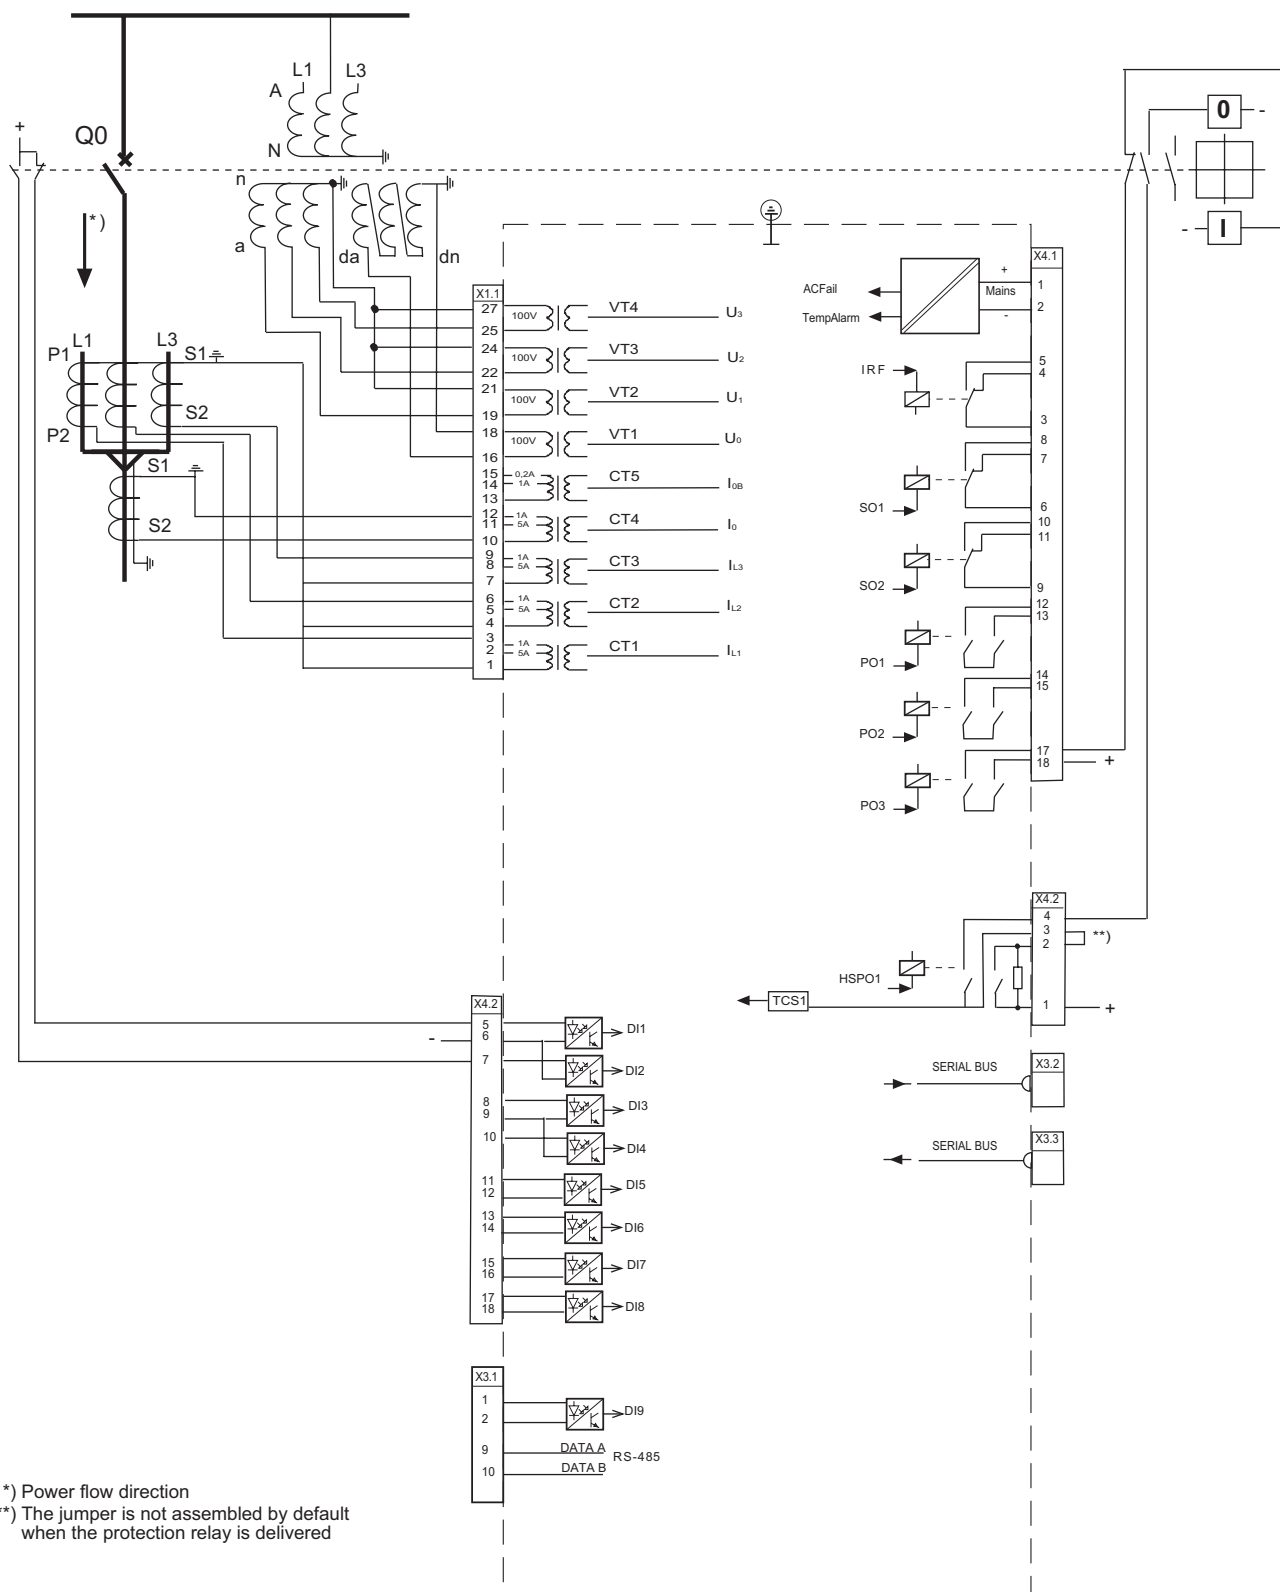 L1 L3
A
N
+
Q0
*)
n
a
da
dn
P1 L1 L3 S1
S2
P2
S1
S2
X1.1
27 100V VT4 U3
25
24 100V VT3 U2
22
21 100V VT2 U1
19
18 100V VT1 U0
16
15 0,2A CT5 I0B
14 1A
13
12 1A CT4 I0
11 5A
10
9 1A CT3 IL3
8 5A
7
6 1A CT2 IL2
5 5A
4
3 1A CT1 IL1
2 5A
1
0 -
- I
X4.1
ACFail + 1
Mains
TempAlarm - 2
IRF 5
4
3
8
7
SO1 6
10
11
SO2 9
12
13
PO1
14
15
PO2
17
18 +
PO3
X4.2
4
3 **)
2
HSPO1
TCS1 1 +
SERIAL BUS X3.2
SERIAL BUS X3.3
X4.2
5 DI1
- 6
7 DI2
8 DI3
9
10 DI4
11 DI5
12
13 DI6
14
15 DI7
16
17 DI8
18
X3.1
1 DI9
2
9 DATA A RS-485
10 DATA B
*) Power flow direction
*) The jumper is not assembled by default
when the protection relay is delivered